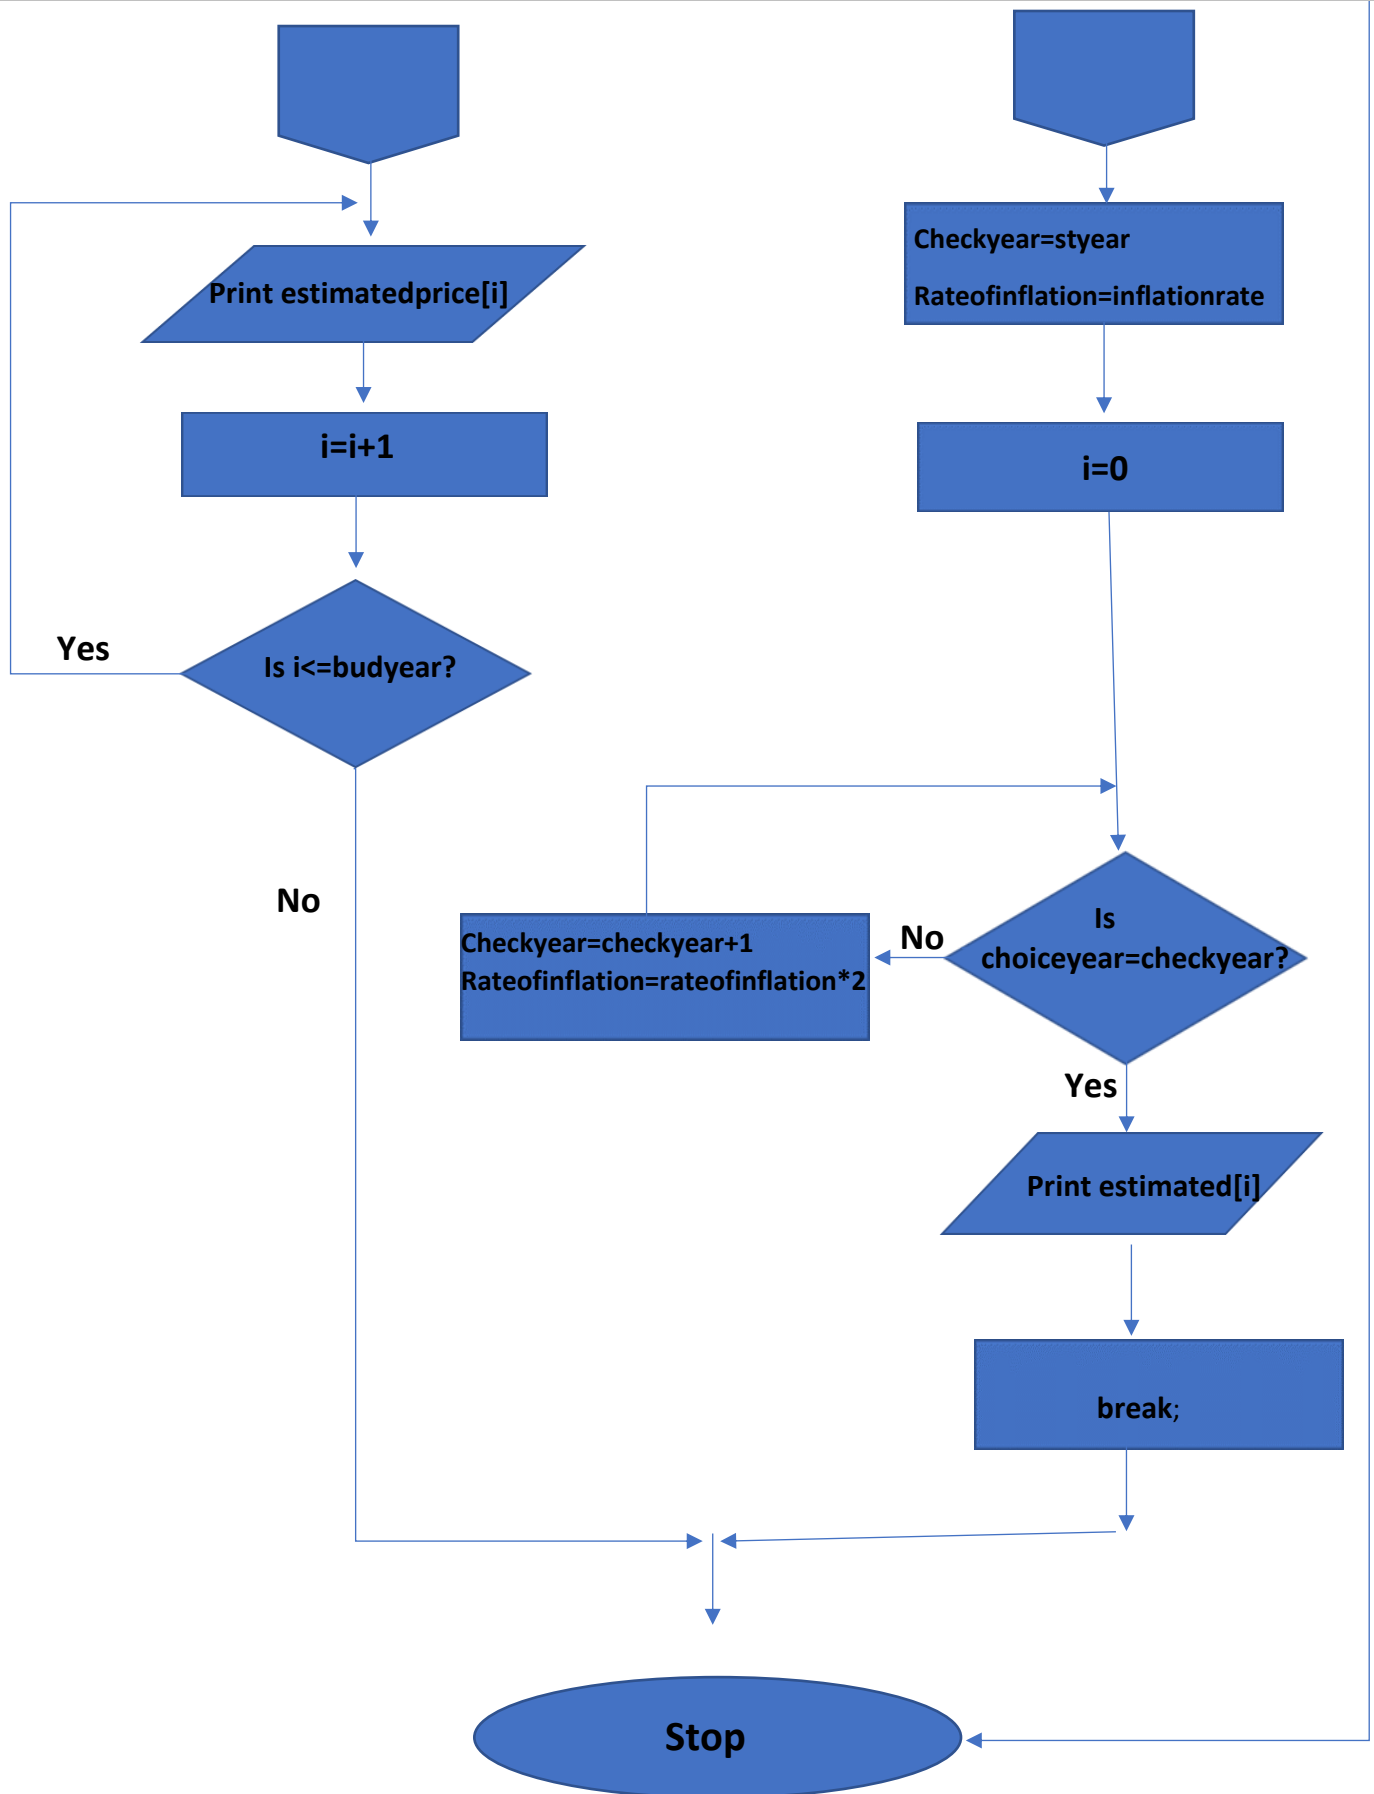 Print estimatedprice[i]
i=i+1
Is i<=budyear?
Yes
No
Checkyear=styear
Rateofinflation=inflationrate
i=0
Is
choiceyear=checkyear?
No
Checkyear=checkyear+1
Rateofinflation=rateofinflation*2
Yes
Print estimated[i]
break;
Stop